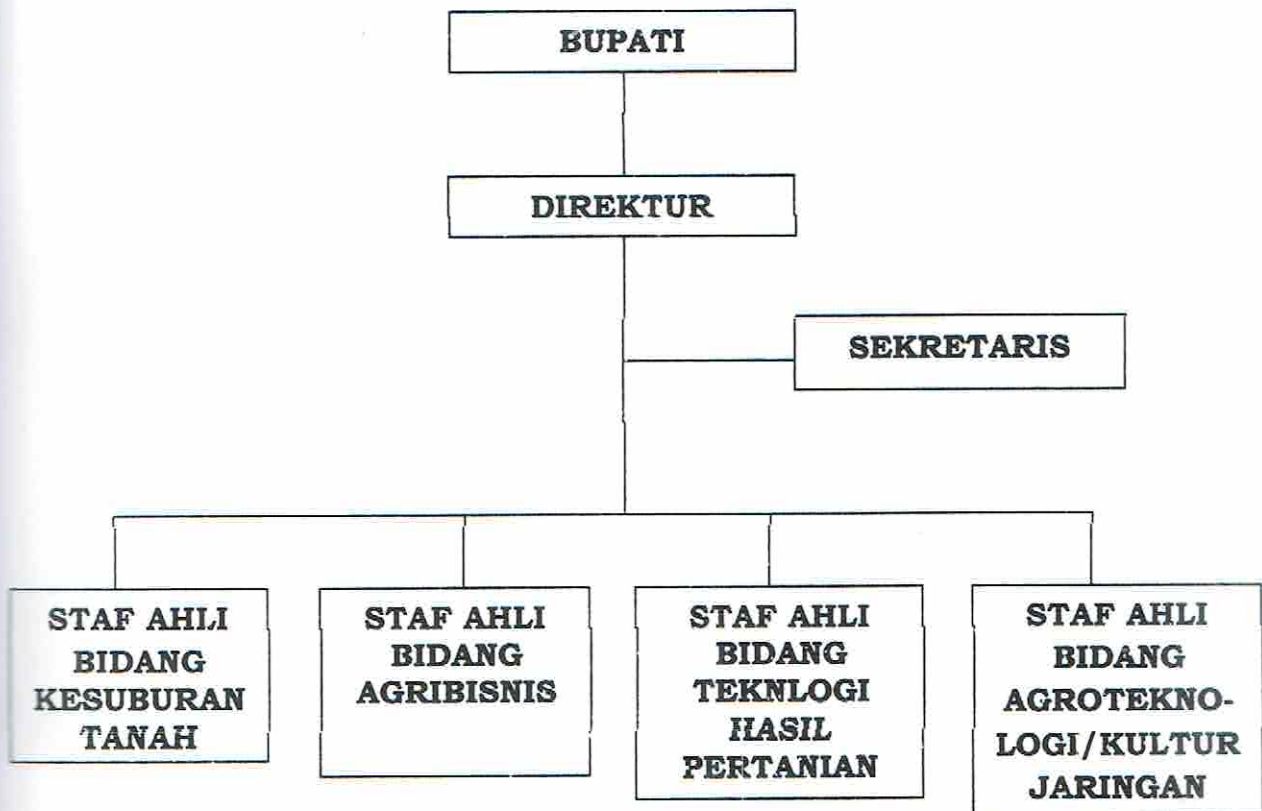 BUPATI
DIREKTUR
SEKRETARIS
STAF AHLI
BIDANG
KESUBURAN
TANAH
STAF AHLI
BIDANG
AGRIBISNIS
STAF AHLI
BIDANG
TEKNLOGI
HASIL
PERTANIAN
STAF AHLI
BIDANG
AGROTEKNO-
LOGI/KULTUR
JARINGAN